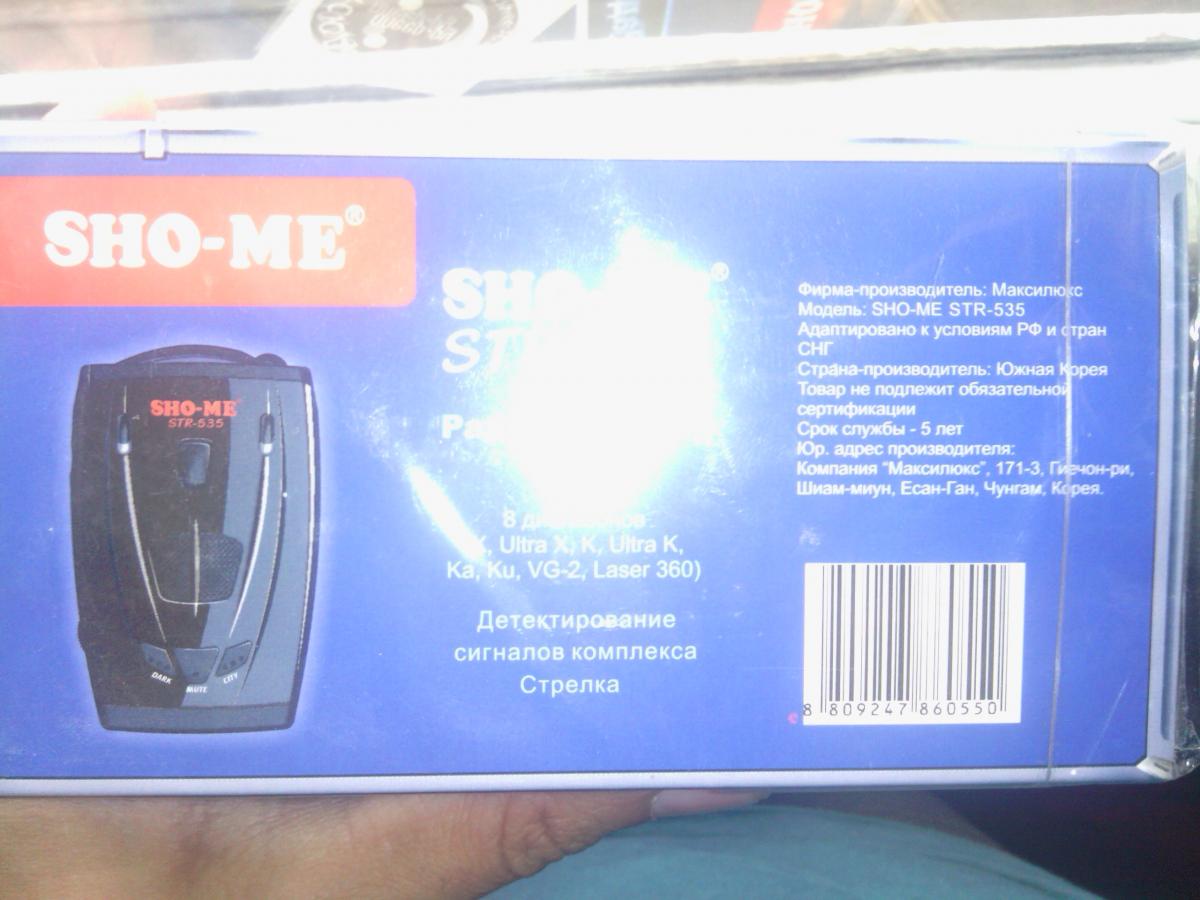 SHO-ME®
SHO-ME
STR-535
DARK
MUTE
CITY
®
8
Ultra X, K, Ultra K,
Ka, Ku, VG-2, Laser 360)
Детектирование
сигналов комплекса
Стрелка
Фирма-производитель: Максилюкс
Модель: SHO-ME STR-535
Адаптировано к условиям РФ и стран
СНГ
Страна-производитель: Южная Корея
Товар не подлежит обязательной
сертификации
Срок службы - 5 лет
Юр. адрес производителя:
Компания "Максилюкс", 171-3, Гиечон-ри,
Шиам-миун, Есан-Ган, Чунгам, Корея.
8 809247 860550